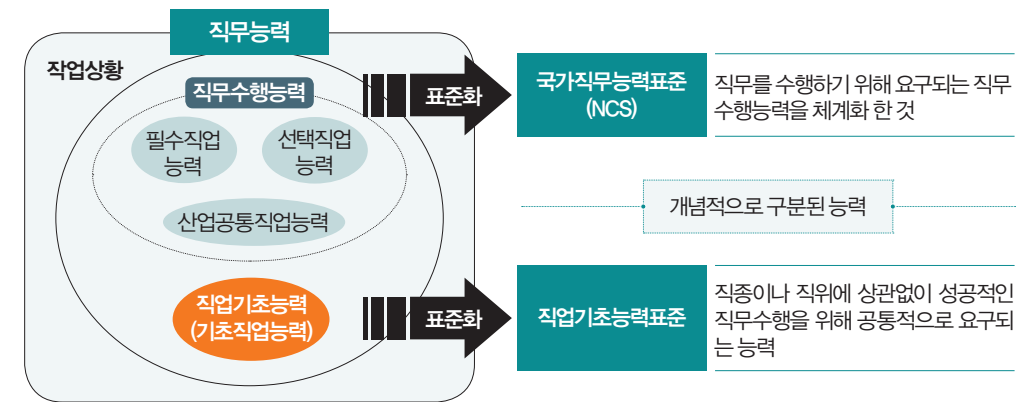 직무능력
작업상황
직무수행능력
필수직업
능력
선택직업
능력
산업공통직업능력
직업기초능력
(기초직업능력)
표준화
국가직무능력표준
(NCS)
직무를 수행하기 위해 요구되는 직무
수행능력을 체계화 한 것
개념적으로 구분된 능력
표준화
직업기초능력표준
직종이나 직위에 상관없이 성공적인
직무수행을 위해 공통적으로 요구되
는 능력